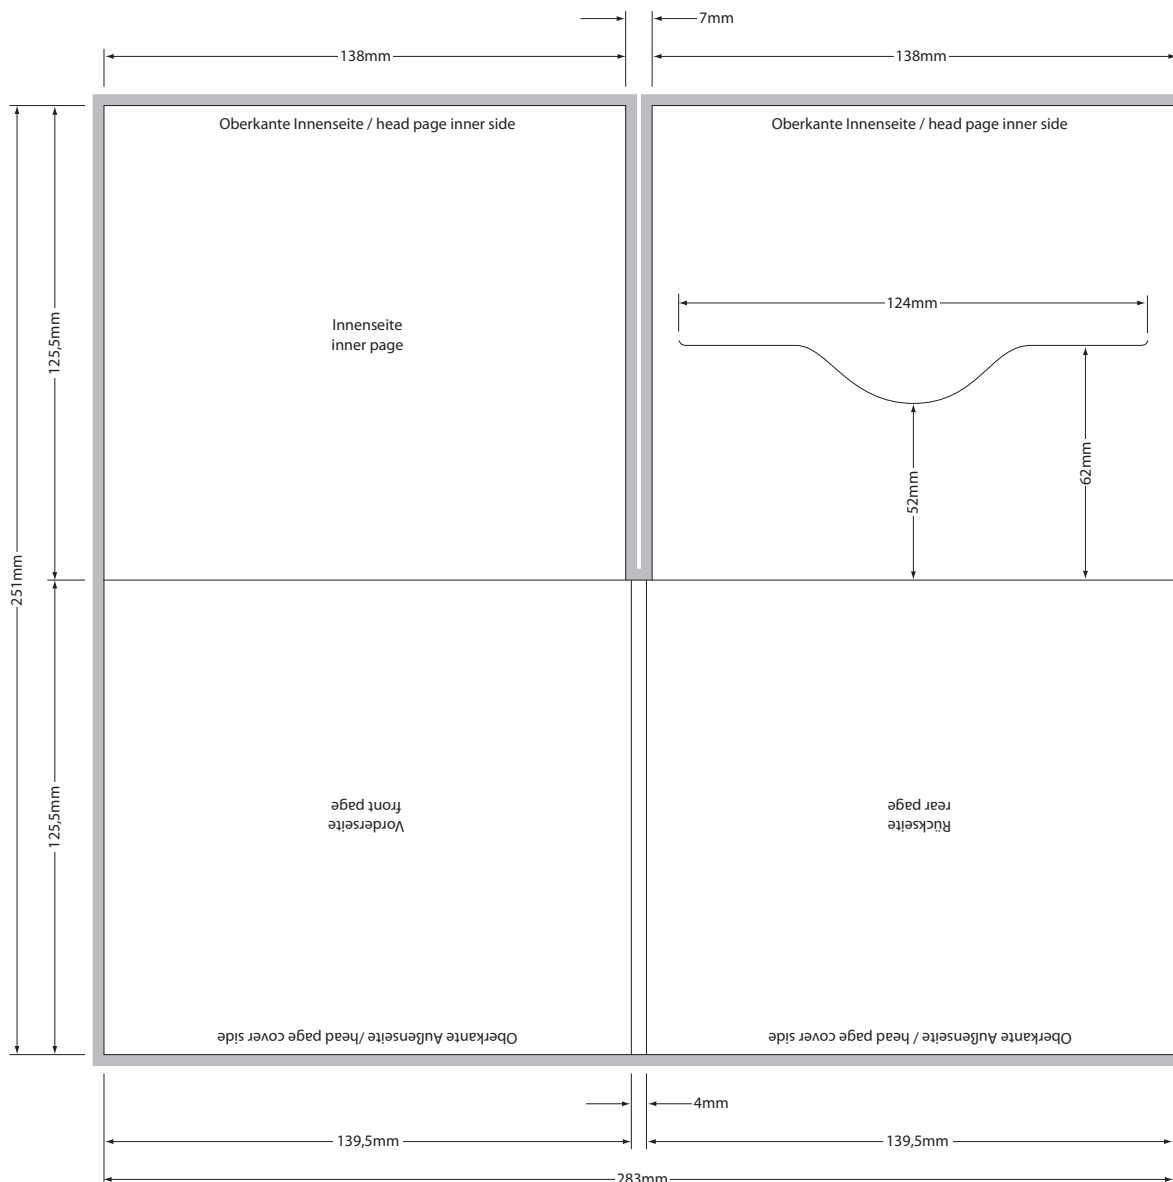 7mm
138mm
138mm
Oberkante Innenseite / head page inner side
Oberkante Innenseite / head page inner side
124mm
Innenseite
inner page
125,5mm
52mm
62mm
251mm
125,5mm
Vorderseite
front page
Rückseite
rear page
Oberkante Außenseite /head page cover side
Oberkante Außenseite / head page cover side
4mm
139,5mm
139,5mm
283mm